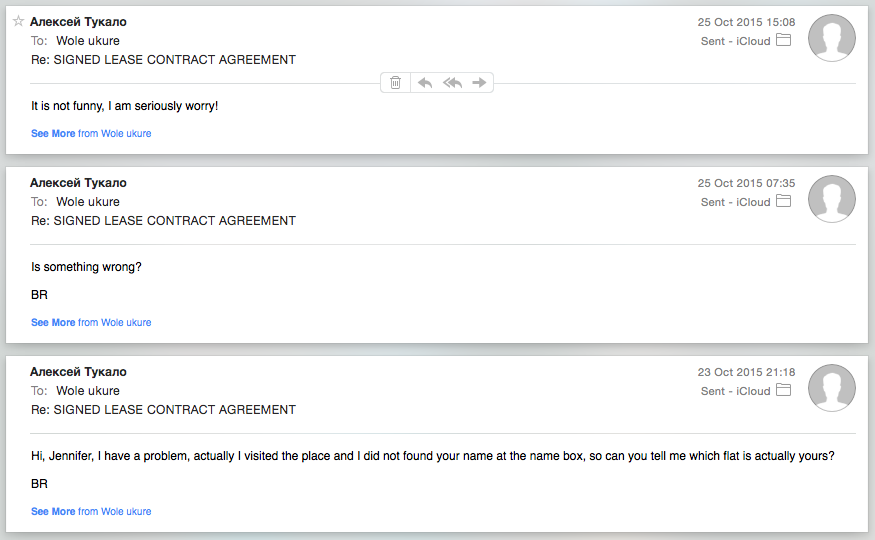 Алексей Тукало
25 Oct 2015 15:08
To: Wole ukure
Sent - iCloud
Re: SIGNED LEASE CONTRACT AGREEMENT
It is not funny, I am seriously worry!
See More from Wole ukure
Алексей Тукало
25 Oct 2015 07:35
To: Wole ukure
Sent - iCloud
Re: SIGNED LEASE CONTRACT AGREEMENT
Is something wrong?
BR
See More from Wole ukure
Алексей Тукало
23 Oct 2015 21:18
To: Wole ukure
Sent - iCloud
Re: SIGNED LEASE CONTRACT AGREEMENT
Hi, Jennifer, I have a problem, actually I visited the place and I did not found your name at the name box, so can you tell me which flat is actually yours?
BR
See More from Wole ukure